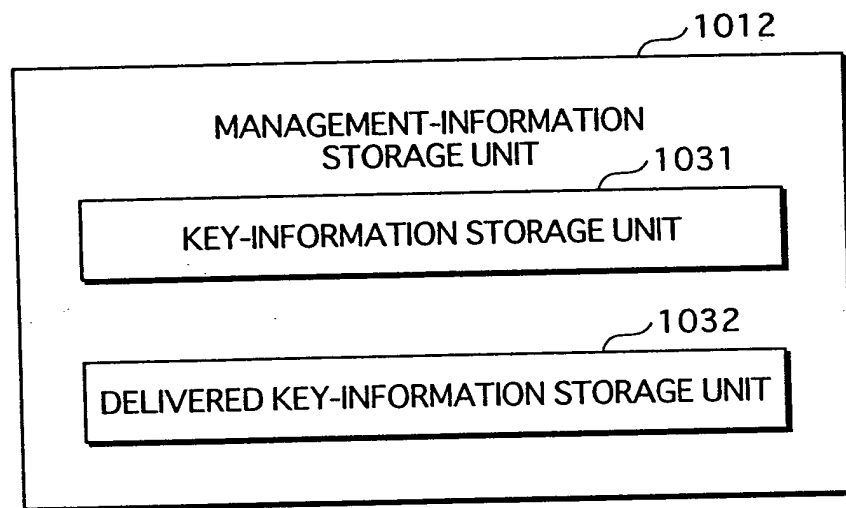 1012
MANAGEMENT-INFORMATION
STORAGE UNIT
1031
KEY-INFORMATION STORAGE UNIT
1032
DELIVERED KEY-INFORMATION STORAGE UNIT